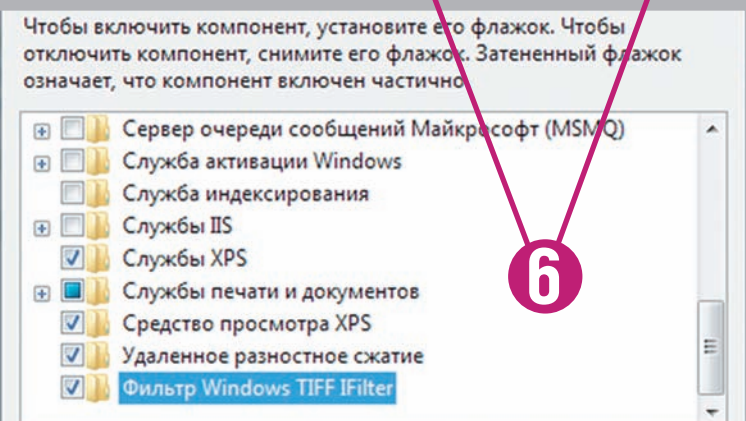 Чтобы включить компонент, установите его флажок. Чтобы
отключить компонент, снимите его флажок. Затененный флажок
означает, что компонент включен частично
Сервер очереди сообщений Майкрософт (MSMQ)
Служба активации Windows
Служба индексирования
Службы IIS
Службы XPS
Службы печати и документов
Средство просмотра XPS
Удаленное разностное сжатие
Фильтр Windows TIFF IFilter
6